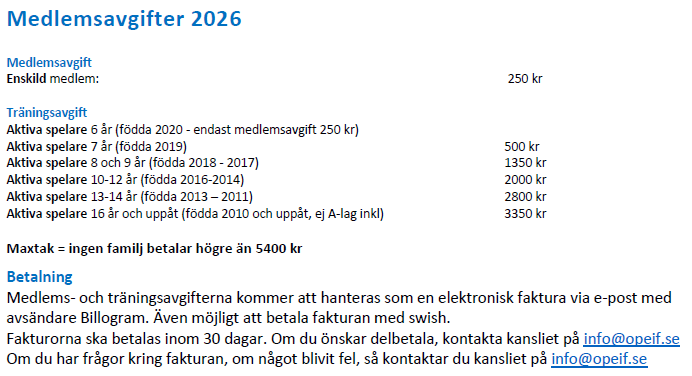 Medlemsavgifter 2026
Medlemsavgift
Enskild medlem: 250 kr
Träningsavgift
Aktiva spelare 6 år (födda 2020 - endast medlemsavgift 250 kr)
Aktiva spelare 7 år (födda 2019) 500 kr
Aktiva spelare 8 och 9 år (födda 2018 - 2017) 1350 kr
Aktiva spelare 10-12 år (födda 2016-2014) 2000 kr
Aktiva spelare 13-14 år (födda 2013 – 2011) 2800 kr
Aktiva spelare 16 år och uppåt (födda 2010 och uppåt, ej A-lag inkl) 3350 kr
Maxtak = ingen familj betalar högre än 5400 kr
Betalning
Medlems- och träningsavgifterna kommer att hanteras som en elektronisk faktura via e-post med
avsändare Billogram. Även möjligt att betala fakturan med swish.
Fakturorna ska betalas inom 30 dagar. Om du önskar delbetala, kontakta kansliet på info@opeif.se
Om du har frågor kring fakturan, om något blivit fel, så kontaktar du kansliet på info@opeif.se